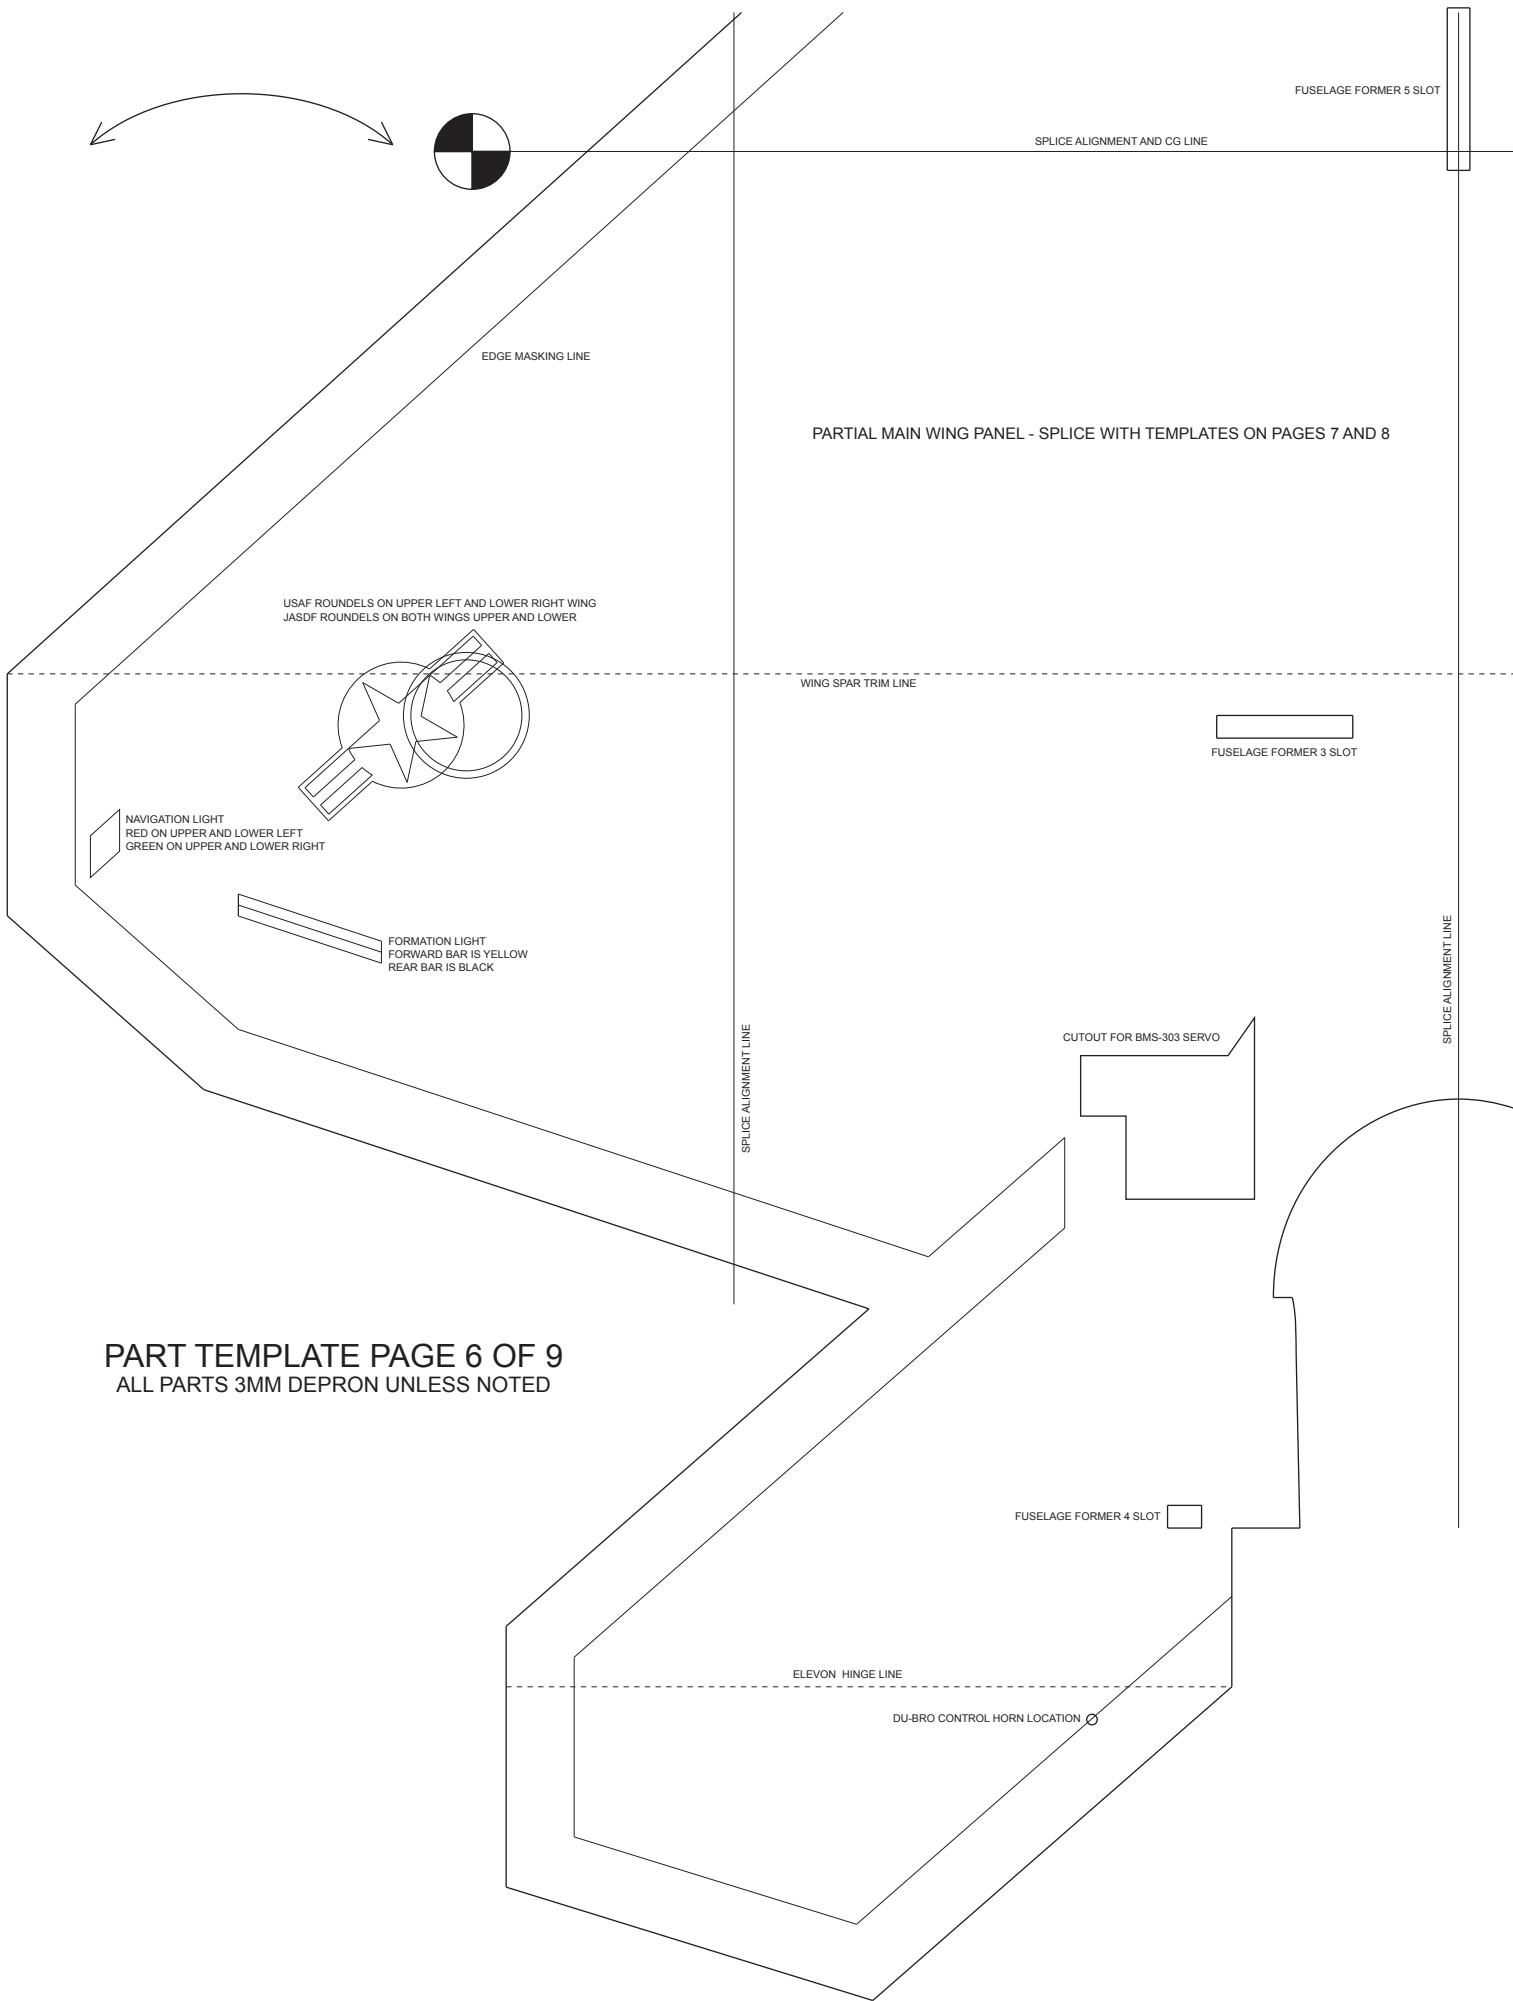 FUSELAGE FORMER 5 SLOT
SPLICE ALIGNMENT AND CG LINE
EDGE MASKING LINE
PARTIAL MAIN WING PANEL - SPLICE WITH TEMPLATES ON PAGES 7 AND 8
USAF ROUNDELS ON UPPER LEFT AND LOWER RIGHT WING
JASDF ROUNDELS ON BOTH WINGS UPPER AND LOWER
WING SPAR TRIM LINE
FUSELAGE FORMER 3 SLOT
NAVIGATION LIGHT
RED ON UPPER AND LOWER LEFT
GREEN ON UPPER AND LOWER RIGHT
FORMATION LIGHT
FORWARD BAR IS YELLOW
REAR BAR IS BLACK
SPLICE ALIGNMENT LINE
CUTOUT FOR BMS-303 SERVO
SPLICE ALIGNMENT LINE
PART TEMPLATE PAGE 6 OF 9
ALL PARTS 3MM DEPRON UNLESS NOTED
FUSELAGE FORMER 4 SLOT
ELEVON HINGE LINE
DU-BRO CONTROL HORN LOCATION